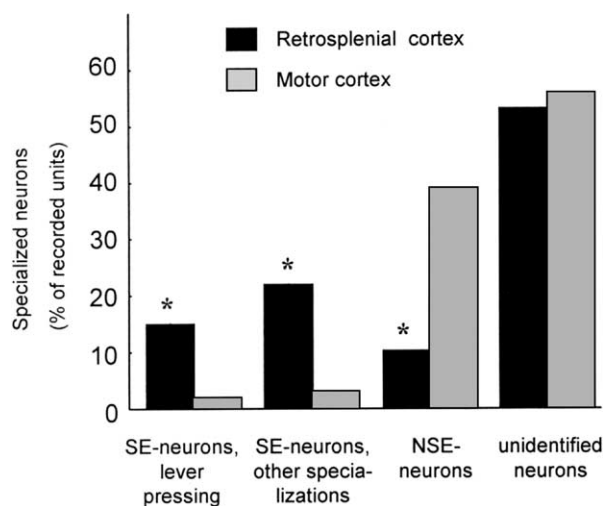 Retrosplenial cortex
Motor cortex
Specialized neurons
(% of recorded units)
60
50
40
30
20
10
0
*
*
*
SE-neurons,
lever
pressing
SE-neurons,
other specia-
lizations
NSE-
neurons
unidentified
neurons